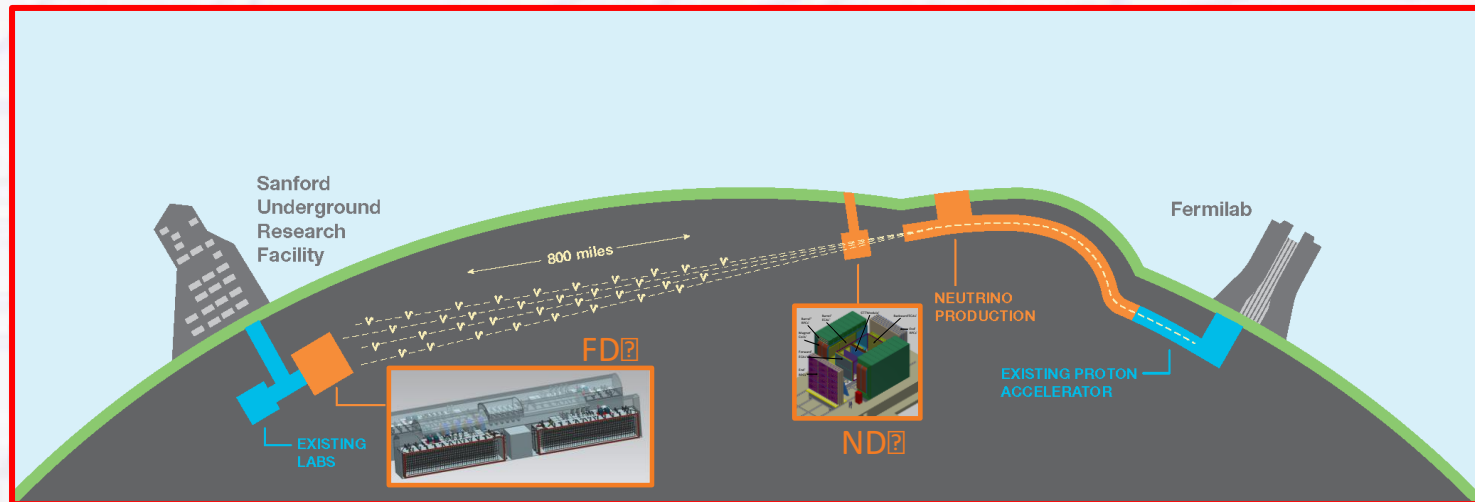 Sanford
Underground
Research
Facility
Fermilab
800 miles
NEUTRINO
PRODUCTION
FD
ND
EXISTING PROTON
ACCELERATOR
EXISTING
LABS